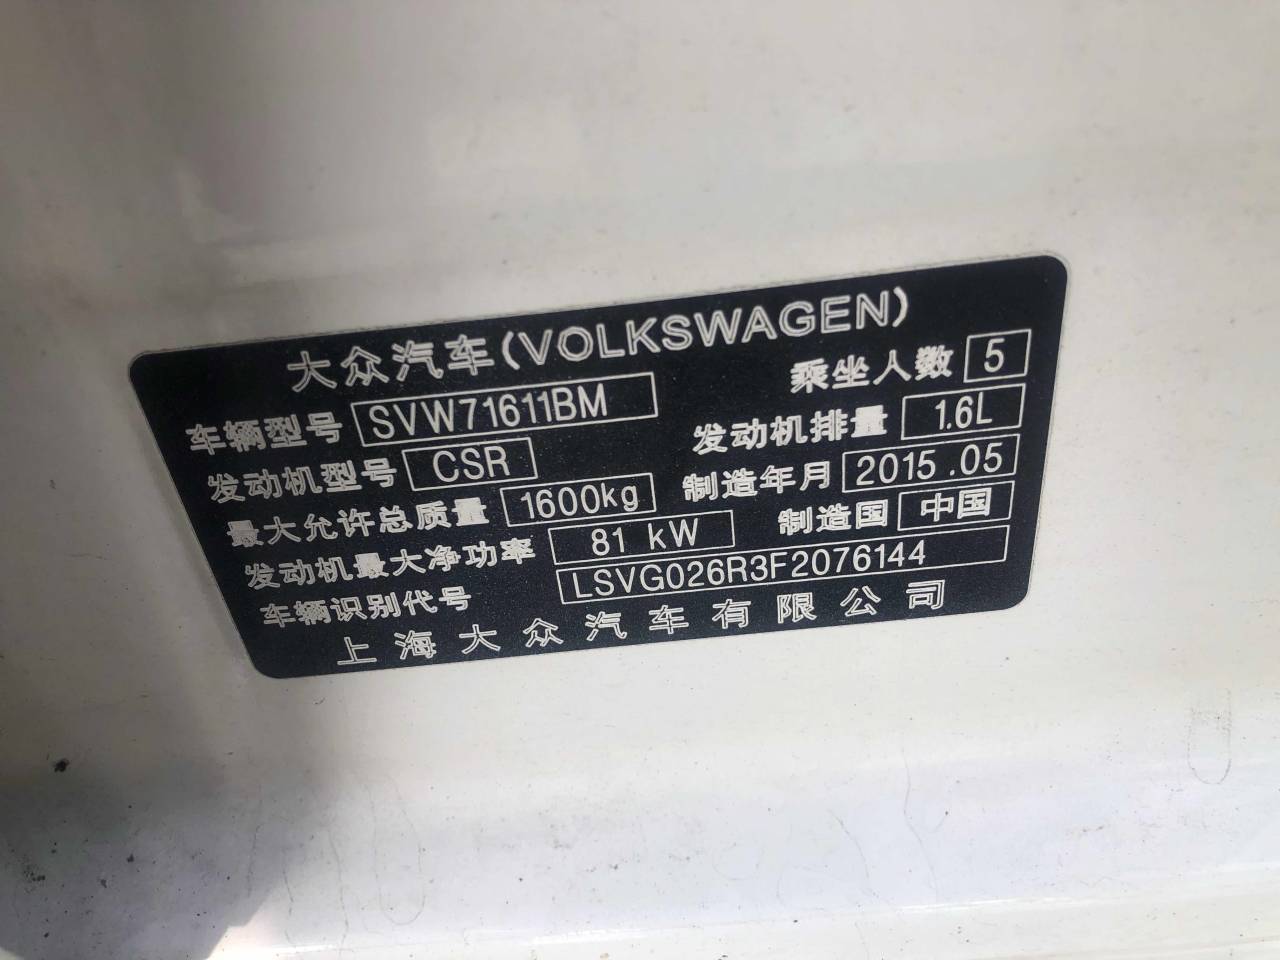 大众汽车(VOLKSWAGEN)
车辆型号 SVW71611BM 乘坐人数 5
发动机型号 CSR 发动机排量 1.6L
最大允许总质量 1600kg 制造年月 2015.05
发动机最大净功率 81 kW 制造国 中国
车辆识别代号 LSVG026R3F2076144
上海大众汽车有限公司